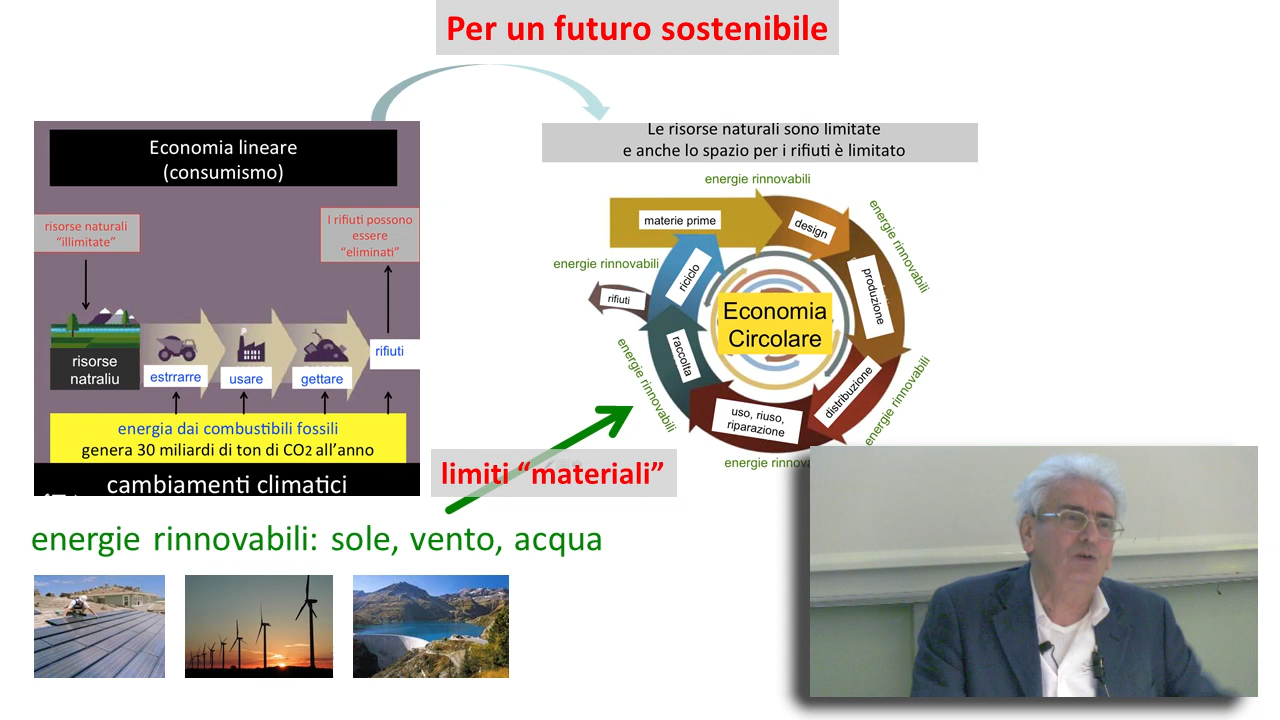 Per un futuro sostenibile
Economia lineare
(consumismo)
risorse naturali
“illimitate”
I rifiuti possono
essere
“eliminati”
risorse
natraliu
estrrarre
usare
gettare
rifiuti
energia dai combustibili fossili
genera 30 miliardi di ton di CO2 all’anno
cambiamenti climatici
Le risorse naturali sono limitate
e anche lo spazio per i rifiuti è limitato
energie rinnovabili
materie prime
design
energie rinnovabili
produzione
energie rinnovabili
distribuzione
energie rinnovabili
uso, riuso,
riparazione
raccolta
energie rinnovabili
riciclo
energie rinnovabili
rifiuti
Economia
Circolare
limiti “materiali”
energie rinnovabili: sole, vento, acqua